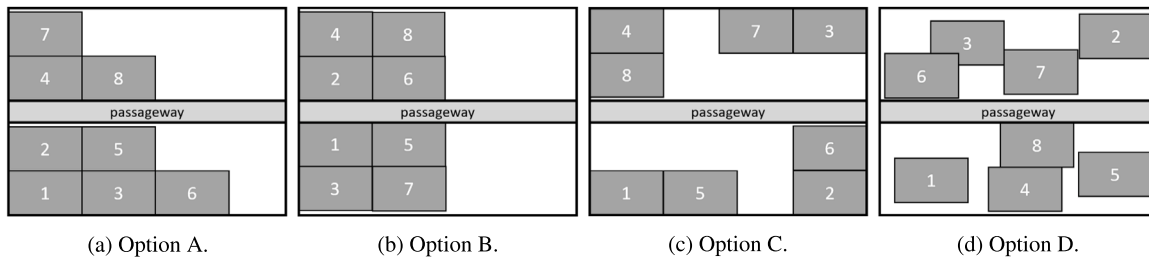 7
4 8
passageway
2 5
1 3 6
(a) Option A.
4 8
2 6
passageway
1 5
3 7
(b) Option B.
4 7 3
8
passageway
6
1 5 2
(c) Option C.
2
3
7
6
passageway
8
5
1
4
(d) Option D.